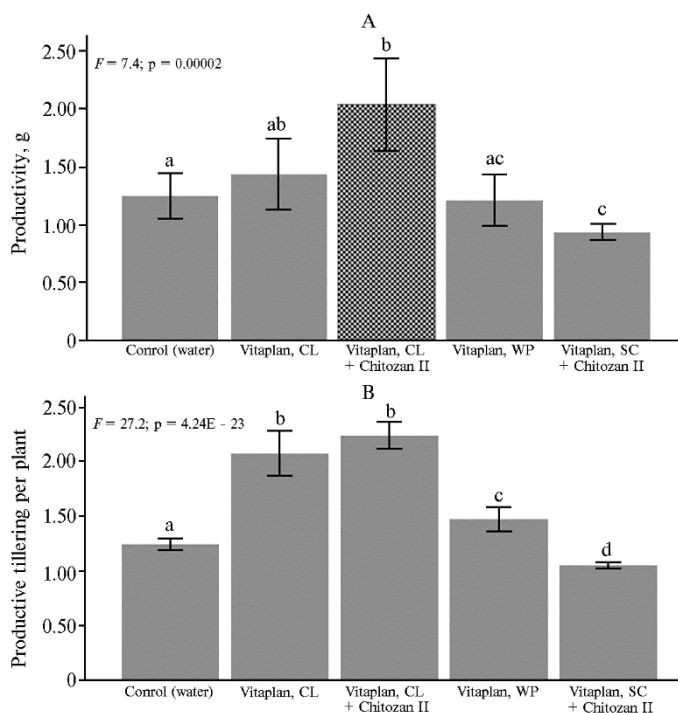 A
2.50
2.00
1.50
1.00
0.50
0
Productivity, g
F = 7.4; p = 0.00002
a
ab
b
ac
c
Conrol (water)
Vitaplan, CL
Vitaplan, CL
+ Chitozan II
Vitaplan, WP
Vitaplan, SC
+ Chitozan II
B
2.50
2.00
1.50
1.00
0.50
0
Productive tillering per plant
F = 27.2; p = 4.24E - 23
a
b
b
c
d
Conrol (water)
Vitaplan, CL
Vitaplan, CL
+ Chitozan II
Vitaplan, WP
Vitaplan, SC
+ Chitozan II